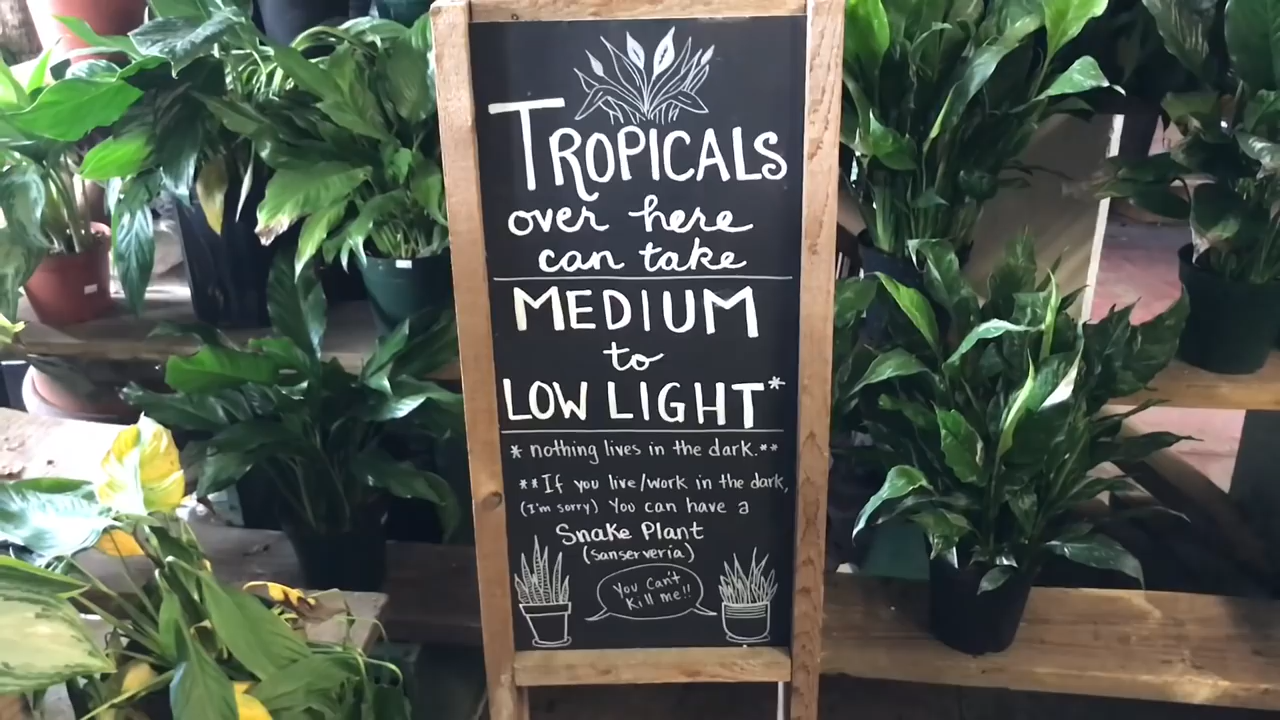 TROPICALS
over here
can take
MEDIUM
to
LOW LIGHT*
* nothing lives in the dark.**
**If you live/work in the dark,
(I'm sorry) You can have a
Snake Plant
(sanserveria)
You can't
kill me!!